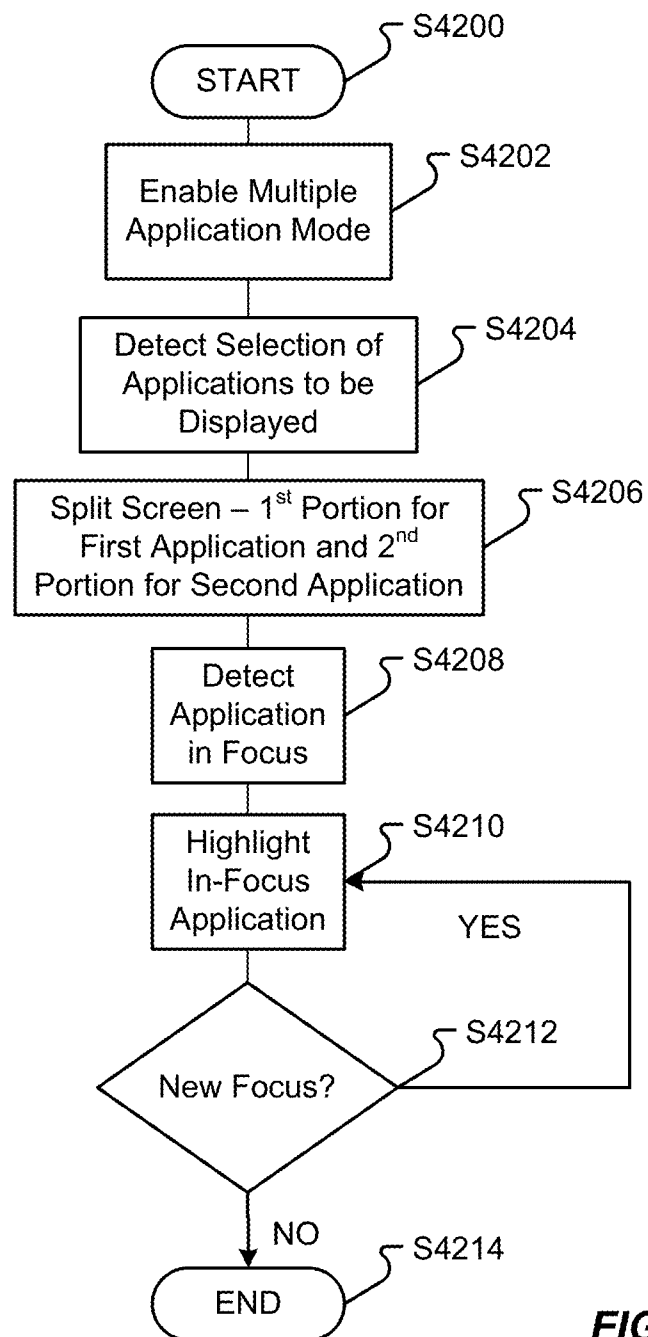 S4200
START
S4202
Enable Multiple
Application Mode
S4204
Detect Selection of
Applications to be
Displayed
S4206
Split Screen – 1st Portion for
First Application and 2nd
Portion for Second Application
S4208
Detect
Application
in Focus
S4210
Highlight
In-Focus
Application
YES
S4212
New Focus?
NO
S4214
END
FIG